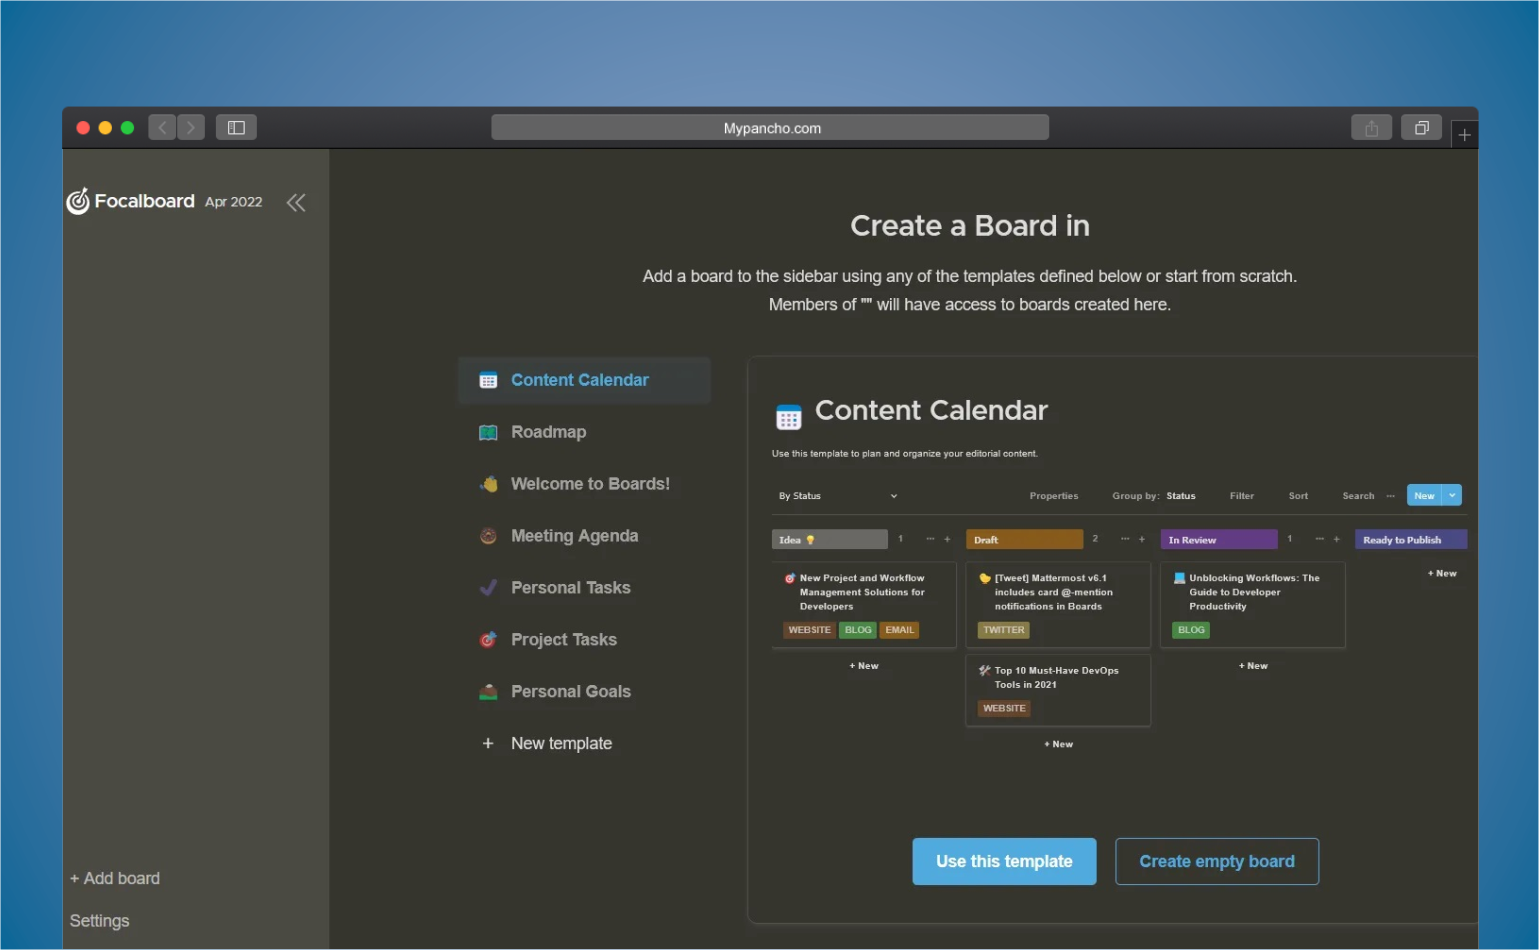 Mypancho.com
Focalboard Apr 2022
Create a Board in
Add a board to the sidebar using any of the templates defined below or start from scratch.
Members of "" will have access to boards created here.
Content Calendar
Roadmap
Welcome to Boards!
Meeting Agenda
Personal Tasks
Project Tasks
Personal Goals
+ New template
Content Calendar
Use this template to plan and organize your editorial content.
By Status Properties Group by: Status Filter Sort Search ... New
Idea 💡 1 ... + Draft 2 ... + In Review 1 ... + Ready to Publish
New Project and Workflow
Management Solutions for
Developers
WEBSITE BLOG EMAIL
+ New
[Tweet] Mattermost v6.1
includes card @-mention
notifications in Boards
TWITTER
Top 10 Must-Have DevOps
Tools in 2021
WEBSITE
+ New
Unblocking Workflows: The
Guide to Developer
Productivity
BLOG
+ New
+ New
Use this template Create empty board
+ Add board
Settings